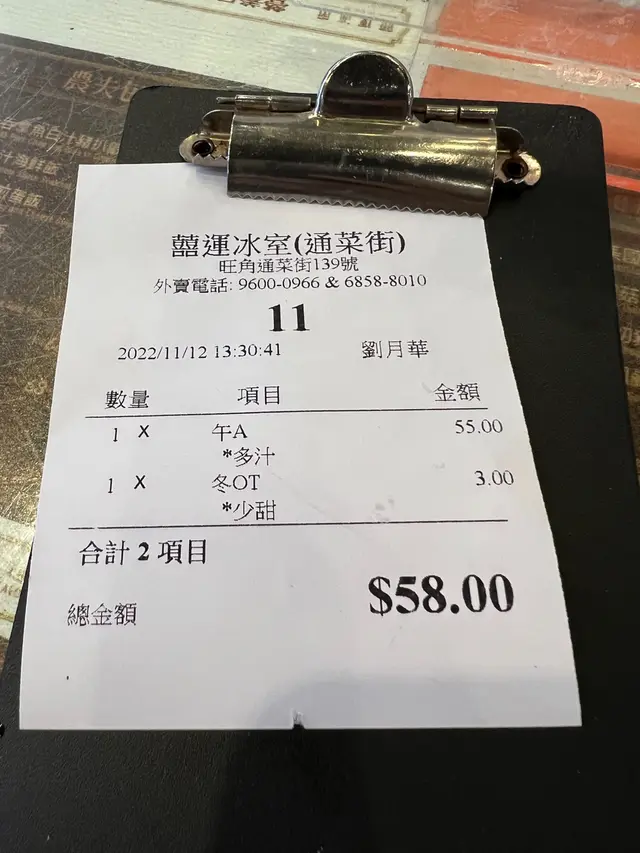 農夫
囍運冰室(通菜街)
旺角通菜街139號
外賣電話: 9600-0966 & 6858-8010
11
2022/11/12 13:30:41 劉月華
數量 項目 金額
1 X 午A 55.00
*多汁
1 X 冬OT 3.00
*少甜
合計 2 項目
總金額 $58.00